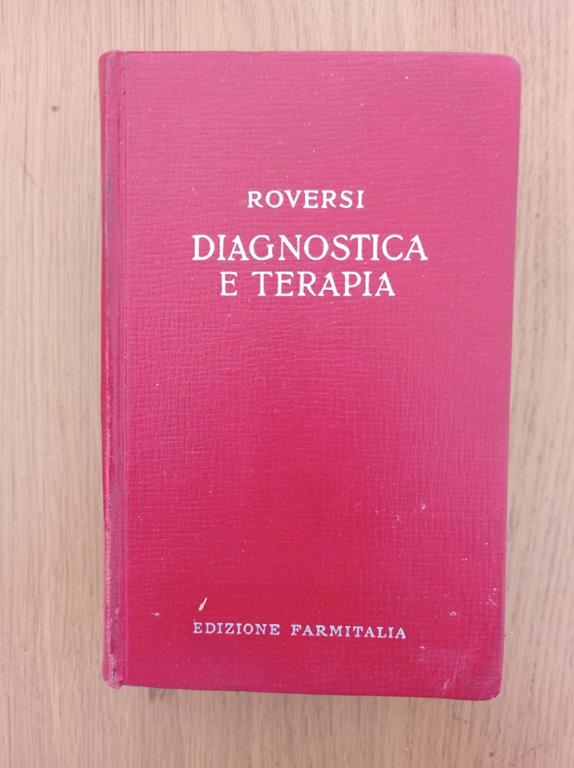 ROVERSI
DIAGNOSTICA
E TERAPIA
EDIZIONE FARMITALIA